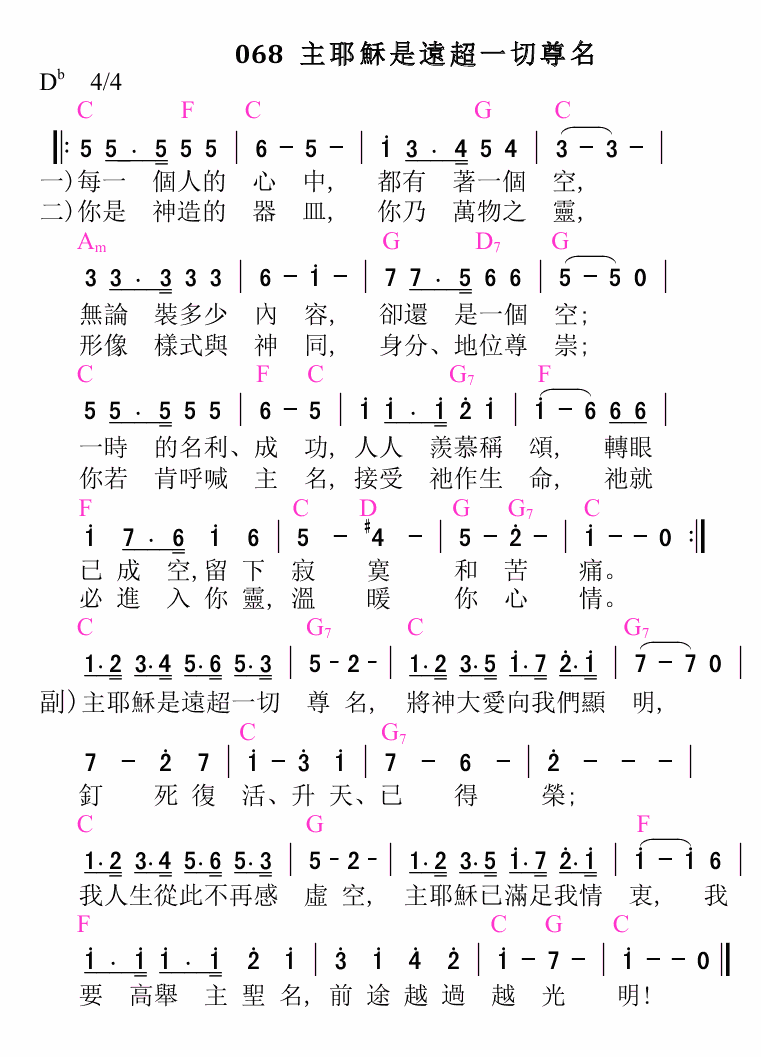 068 主耶穌是遠超一切尊名
D♭ 4/4
C F C G C
‖: 5 5 . 5 5 5 | 6 - 5 - | i 3 . 4 5 4 | 3 - 3 - |
一)每一 個人的 心 中, 都有 著一個 空,
二)你是 神造的 器 皿, 你乃 萬物之 靈,
Am G D7 G
3 3 . 3 3 3 | 6 - i - | 7 7 . 5 6 6 | 5 - 5 0 |
無論 裝多少 內 容, 卻還 是一個 空;
形像 樣式與 神 同, 身分、地位尊 崇;
C F C G7 F
5 5 . 5 5 5 | 6 - 5 | i i . i 2̇ i | i - 6 6 6 |
一時 的名利、成 功, 人人 羨慕稱 頌, 轉眼
你若 肯呼喊 主 名, 接受 祂作生 命, 祂就
F C D G G7 C
i 7 . 6 i 6 | 5 - #4 - | 5 - 2̇ - | i - - 0 :‖
已 成 空,留 下 寂 寞 和 苦 痛。
必 進 入 你 靈, 溫 暖 你 心 情。
C G7 C G7
1.2 3.4 5.6 5.3 | 5 - 2 - | 1.2 3.5 i.7 2̇.i | 7 - 7 0 |
副)主耶穌是遠超一切 尊 名, 將神大愛向我們顯 明,
C G7
7 - 2̇ 7 | i - 3̇ i | 7 - 6 - | 2̇ - - - |
釘 死 復 活、升 天、已 得 榮;
C G F
1.2 3.4 5.6 5.3 | 5 - 2 - | 1.2 3.5 i.7 2̇.i | i - i 6 |
我人生從此不再感 虛 空, 主耶穌已滿足我情 衷, 我
F C G C
i . i i . i 2̇ i | 3̇ i 4̇ 2̇ | i - 7 - | i - - 0 ‖
要 高舉 主 聖 名, 前 途 越 過 越 光 明!